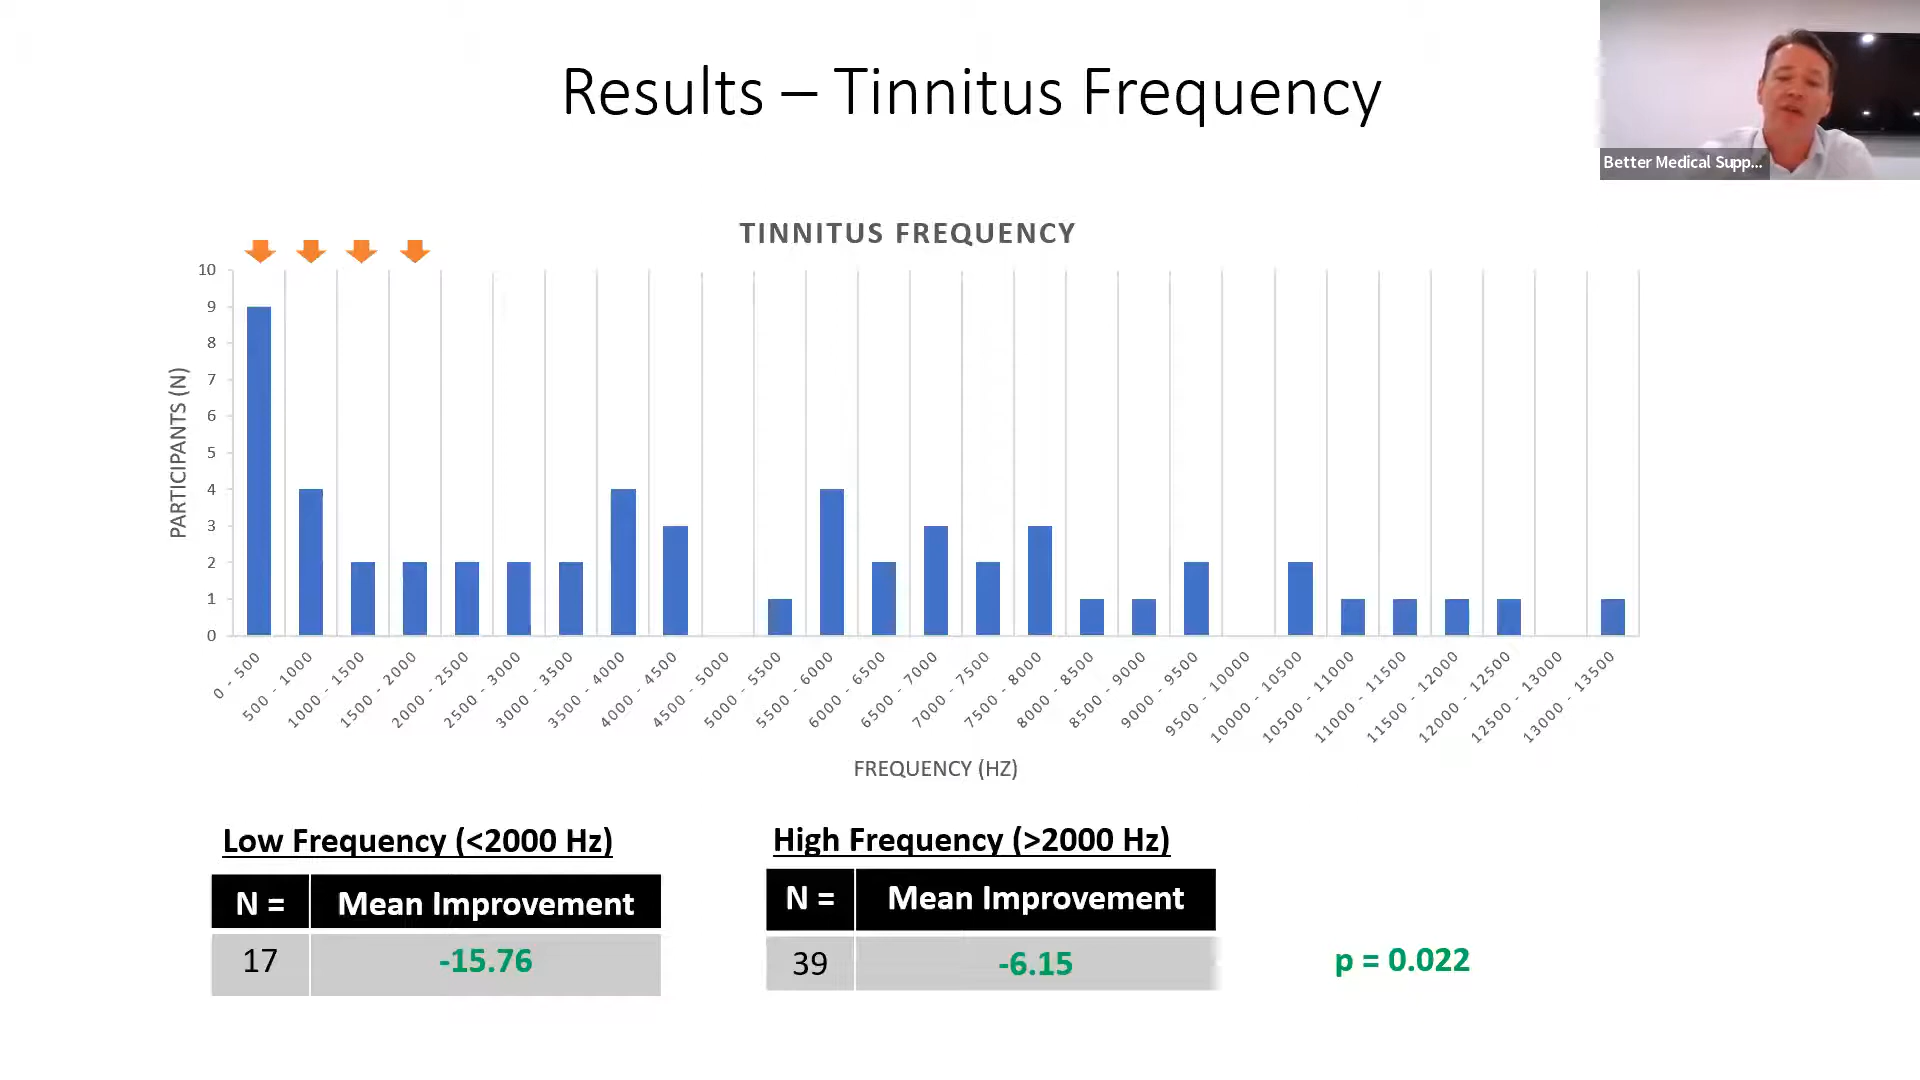 Results – Tinnitus Frequency
Better Medical Supp...
TINNITUS FREQUENCY
PARTICIPANTS (N)
10
9
8
7
6
5
4
3
2
1
0
0 - 500
500 - 1000
1000 - 1500
1500 - 2000
2000 - 2500
2500 - 3000
3000 - 3500
3500 - 4000
4000 - 4500
4500 - 5000
5000 - 5500
5500 - 6000
6000 - 6500
6500 - 7000
7000 - 7500
7500 - 8000
8000 - 8500
8500 - 9000
9000 - 9500
9500 - 10000
10000 - 10500
10500 - 11000
11000 - 11500
11500 - 12000
12000 - 12500
12500 - 13000
13000 - 13500
FREQUENCY (HZ)
Low Frequency (<2000 Hz)
N = Mean Improvement
17 -15.76
High Frequency (>2000 Hz)
N = Mean Improvement
39 -6.15
p = 0.022